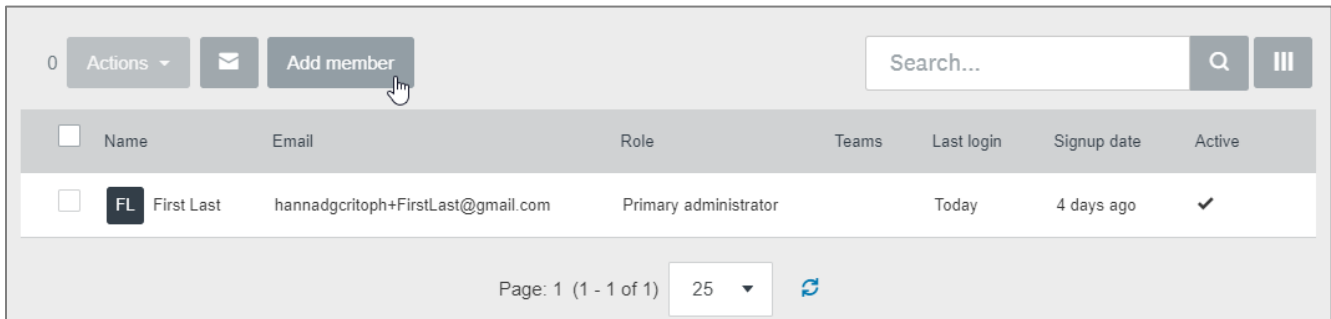 0 Actions Add member Search...
Name Email Role Teams Last login Signup date Active
FL First Last hannadgcritoph+FirstLast@gmail.com Primary administrator Today 4 days ago
Page: 1 (1 - 1 of 1) 25